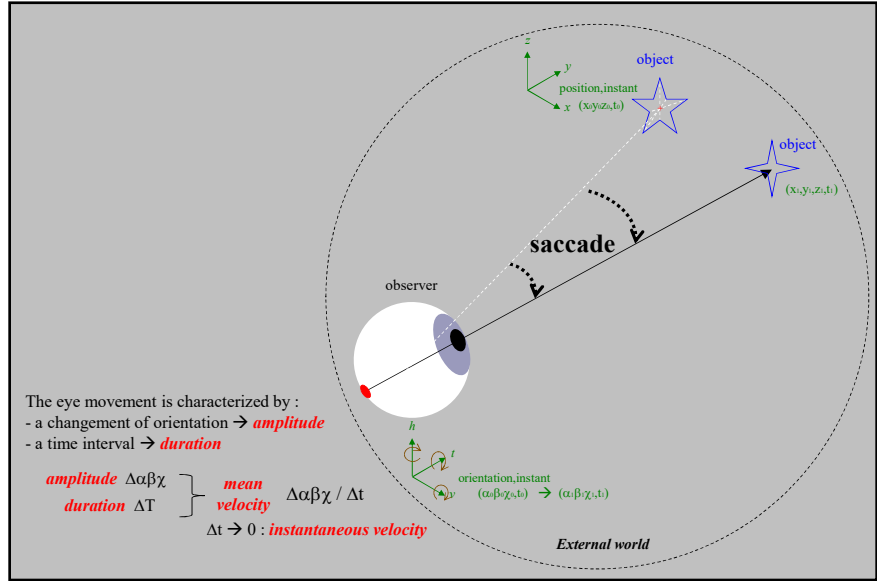 z
object
y
position,instant
x
(x₀y₀z₀,t₀)
object
(x₁,y₁,z₁,t₁)
saccade
observer
The eye movement is characterized by :
- a changement of orientation → amplitude
- a time interval → duration
h
t
orientation,instant
v
(α₀β₀χ₀,t₀) → (α₁β₁χ₁,t₁)
amplitude Δαβχ
duration ΔT
mean
velocity
Δαβχ / Δt
Δt → 0 : instantaneous velocity
External world